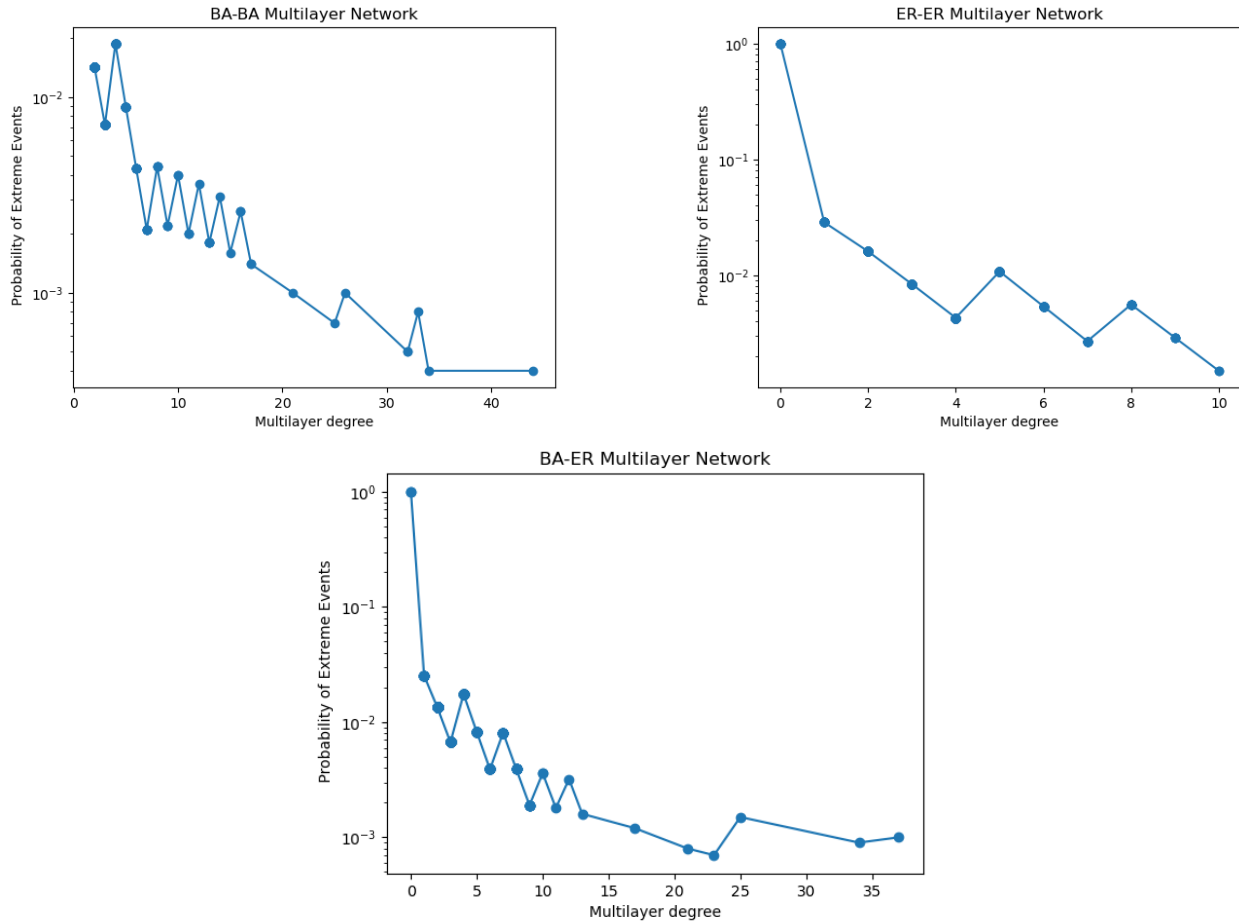 BA-BA Multilayer Network
Probability of Extreme Events
10⁻²
10⁻³
0 10 20 30 40
Multilayer degree
ER-ER Multilayer Network
Probability of Extreme Events
10⁰
10⁻¹
10⁻²
0 2 4 6 8 10
Multilayer degree
BA-ER Multilayer Network
Probability of Extreme Events
10⁰
10⁻¹
10⁻²
10⁻³
0 5 10 15 20 25 30 35
Multilayer degree